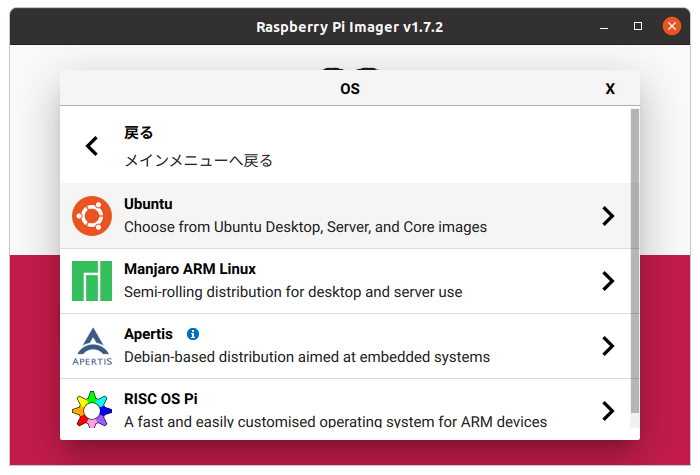 Raspberry Pi Imager v1.7.2
OS
X
戻る
メインメニューへ戻る
Ubuntu
Choose from Ubuntu Desktop, Server, and Core images
Manjaro ARM Linux
Semi-rolling distribution for desktop and server use
Apertis
Debian-based distribution aimed at embedded systems
APERTIS
RISC OS Pi
A fast and easily customised operating system for ARM devices